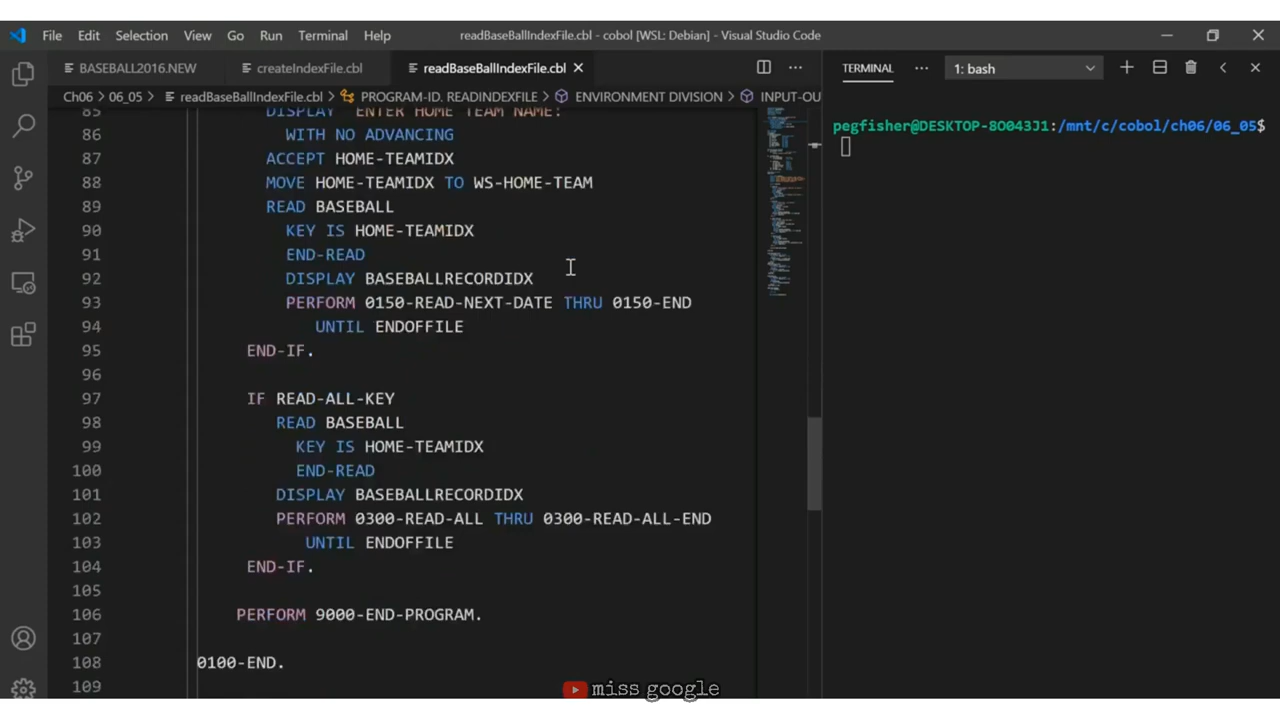 File Edit Selection View Go Run Terminal Help readBaseBallIndexFile.cbl - cobol [WSL: Debian] - Visual Studio Code
BASEBALL2016.NEW createIndexFile.cbl readBaseBallIndexFile.cbl
TERMINAL 1: bash
Ch06 > 06_05 > readBaseBallIndexFile.cbl > PROGRAM-ID. READINDEXFILE > ENVIRONMENT DIVISION > INPUT-OU
pegfisher@DESKTOP-8O043J1:/mnt/c/cobol/ch06/06_05$
85 DISPLAY "ENTER HOME TEAM NAME:
86 WITH NO ADVANCING
87 ACCEPT HOME-TEAMIDX
88 MOVE HOME-TEAMIDX TO WS-HOME-TEAM
89 READ BASEBALL
90 KEY IS HOME-TEAMIDX
91 END-READ
92 DISPLAY BASEBALLRECORDIDX
93 PERFORM 0150-READ-NEXT-DATE THRU 0150-END
94 UNTIL ENDOFFILE
95 END-IF.
96
97 IF READ-ALL-KEY
98 READ BASEBALL
99 KEY IS HOME-TEAMIDX
100 END-READ
101 DISPLAY BASEBALLRECORDIDX
102 PERFORM 0300-READ-ALL THRU 0300-READ-ALL-END
103 UNTIL ENDOFFILE
104 END-IF.
105
106 PERFORM 9000-END-PROGRAM.
107
108 0100-END.
109
miss google